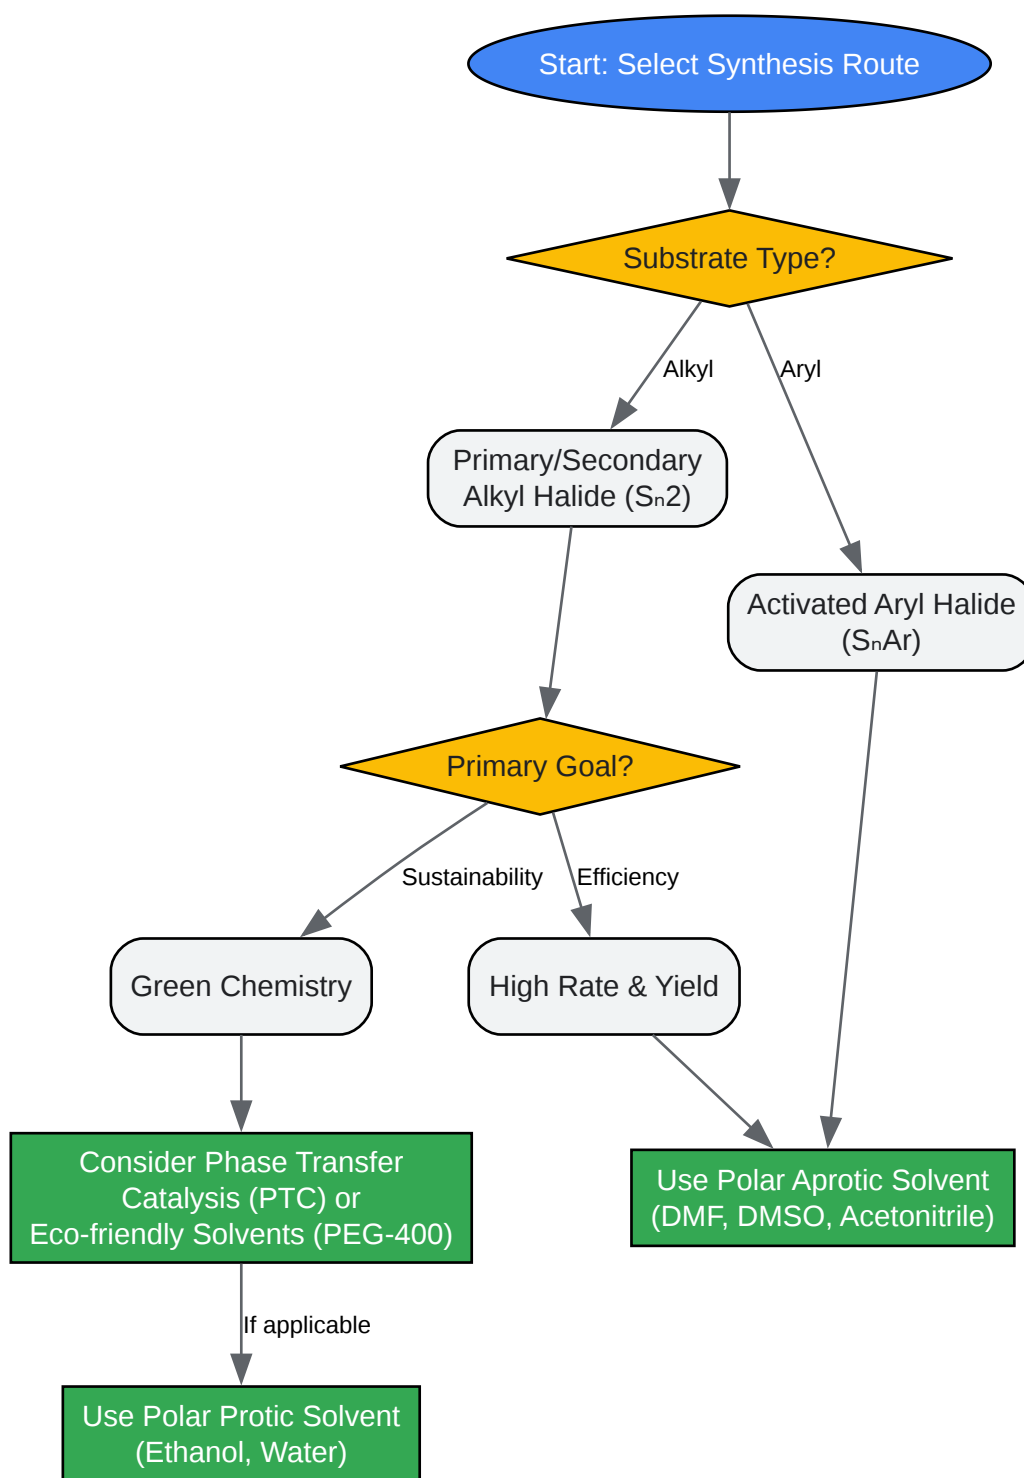 Start: Select Synthesis Route
Substrate Type?
Alkyl
Aryl
Primary/Secondary
Alkyl Halide (Sₙ2)
Activated Aryl Halide
(SₙAr)
Primary Goal?
Sustainability
Efficiency
Green Chemistry
High Rate & Yield
Consider Phase Transfer
Catalysis (PTC) or
Eco-friendly Solvents (PEG-400)
Use Polar Aprotic Solvent
(DMF, DMSO, Acetonitrile)
If applicable
Use Polar Protic Solvent
(Ethanol, Water)